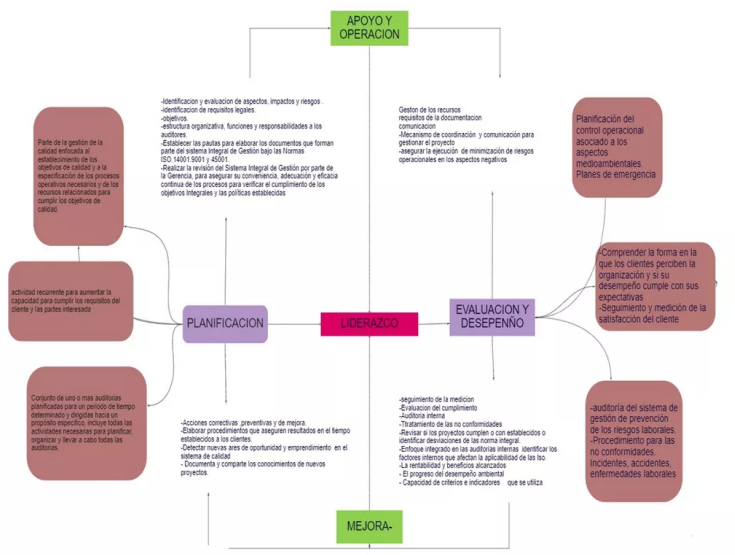 APOYO Y
OPERACION
-Identificacion y evaluacion de aspectos, impactos y riesgos .
-identificacion de requisitos legales.
-objetivos.
-estructura organizativa, funciones y responsabilidades a los
auditores.
-Establecer las pautas para elaborar los documentos que forman
parte del sistema Integral de Gestión bajo las Normas
ISO.14001.9001 y 45001.
-Realizar la revisión del Sistema Integral de Gestión por parte de
la Gerencia, para asegurar su conveniencia, adecuación y eficacia
continua de los procesos para verificar el cumplimiento de los
objetivos Integrales y las políticas establecidas
Geston de los recursos
requisitos de la documentacion
comunicacion
-Mecanismo de coordinación y comunicación para
gestionar el proyecto
-asegurar la ejecución de minimización de riesgos
operacionales en los aspectos negativos
Planificación del
control operacional
asociado a los
aspectos
medioambientales.
Planes de emergencia
Parte de la gestión de la
calidad enfocada al
establecimiento de los
objetivos de calidad y a la
especificación de los procesos
operativos necesarios y de los
recursos relacionados para
cumplir los objetivos de
calidad.
actividad recurrente para aumentar la
capacidad para cumplir los requisitos del
cliente y las partes interesada
PLANIFICACION
LIDERAZCO
EVALUACION Y
DESEPENÑO
-Comprender la forma en la
que los clientes perciben la
organización y si su
desempeño cumple con sus
expectativas
-Seguimiento y medición de la
satisfacción del cliente
Conjunto de uno o mas auditorias
planificadas para un periodo de tiempo
determinado y dirigidas hacia un
propósito especifico, incluye todas las
actividades necesarias para planificar,
organizar y llevar a cabo todas las
auditorias.
-Acciones correctivas ,preventivas y de mejora.
-Elaborar procedimientos que aseguren resultados en el tiempo
establecidos a los clientes.
-Detectar nuevas ares de oportunidad y emprendimiento en el
sistema de calidad
- Documenta y comparte los conocimientos de nuevos
proyectos.
-seguimiento de la medicion
-Evaluacion del cumplimiento
-Auditoria interna
-Ttratamiento de las no conformidades
-Revisar si los proyectos cumplen o con establecidos o
identificar desviaciones de las norma integral.
-Enfoque integrado en las auditorias internas identificar los
factores internos que afectan la aplicabilidad de las Iso.
-La rentabilidad y beneficios alcanzados
- El progreso del desempeño ambiental
- Capacidad de criterios e indicadores que se utiliza
-auditoría del sistema de
gestión de prevención
de los riesgos laborales.
-Procedimiento para las
no conformidades.
Incidentes, accidentes,
enfermedades laborales
MEJORA-